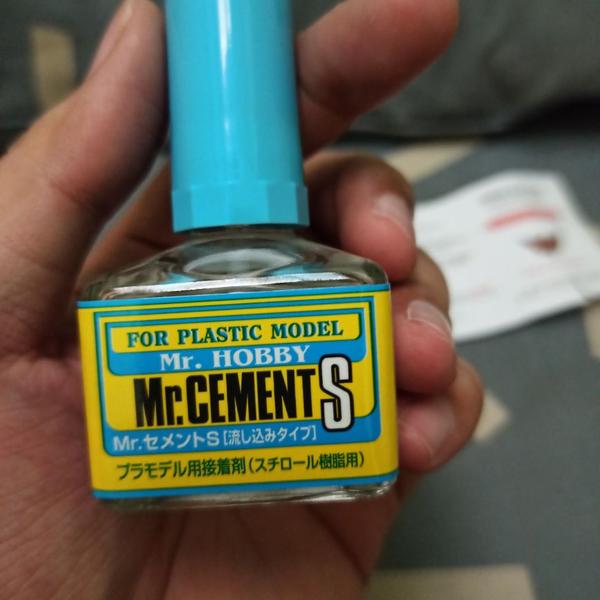 FOR PLASTIC MODEL
Mr. HOBBY
Mr.CEMENT S
Mr.セメントS[流し込みタイプ]
プラモデル用接着剤(スチロール樹脂用)